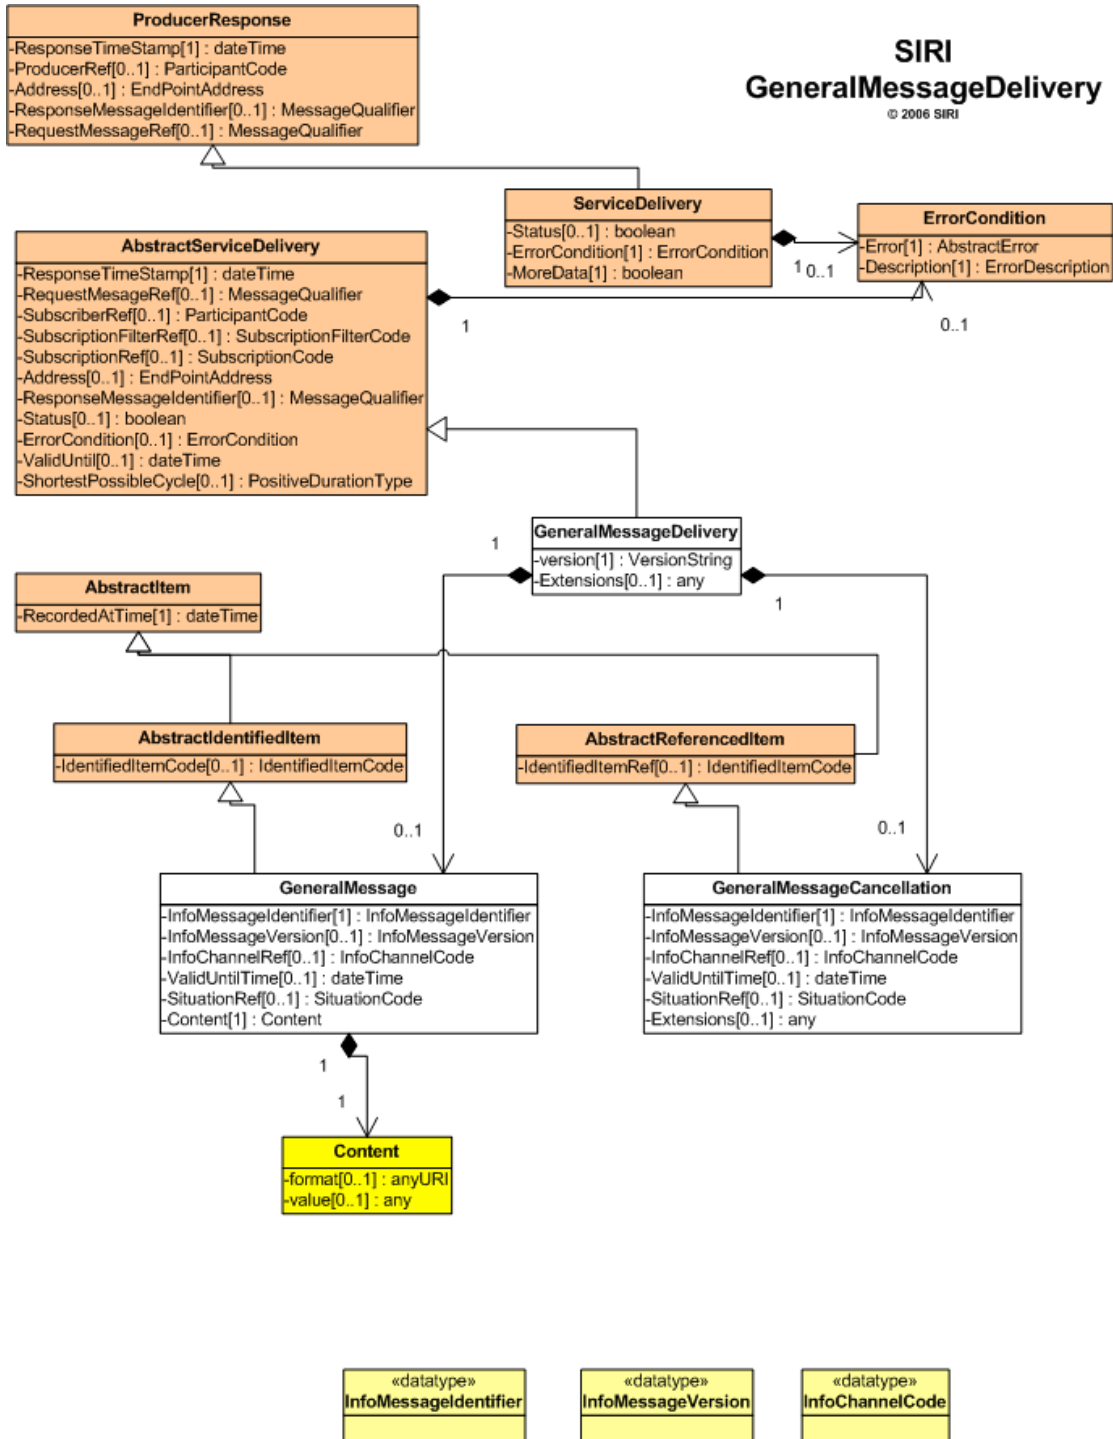 ProducerResponse
-ResponseTimeStamp[1] : dateTime
-ProducerRef[0..1] : ParticipantCode
-Address[0..1] : EndPointAddress
-ResponseMessageIdentifier[0..1] : MessageQualifier
-RequestMessageRef[0..1] : MessageQualifier
SIRI
GeneralMessageDelivery
© 2006 SIRI
ServiceDelivery
-Status[0..1] : boolean
-ErrorCondition[1] : ErrorCondition
-MoreData[1] : boolean
1
0..1
ErrorCondition
-Error[1] : AbstractError
-Description[1] : ErrorDescription
AbstractServiceDelivery
-ResponseTimeStamp[1] : dateTime
-RequestMesageRef[0..1] : MessageQualifier
-SubscriberRef[0..1] : ParticipantCode
-SubscriptionFilterRef[0..1] : SubscriptionFilterCode
-SubscriptionRef[0..1] : SubscriptionCode
-Address[0..1] : EndPointAddress
-ResponseMessageIdentifier[0..1] : MessageQualifier
-Status[0..1] : boolean
-ErrorCondition[0..1] : ErrorCondition
-ValidUntil[0..1] : dateTime
-ShortestPossibleCycle[0..1] : PositiveDurationType
1
0..1
GeneralMessageDelivery
-version[1] : VersionString
-Extensions[0..1] : any
1
1
AbstractItem
-RecordedAtTime[1] : dateTime
AbstractIdentifiedItem
-IdentifiedItemCode[0..1] : IdentifiedItemCode
AbstractReferencedItem
-IdentifiedItemRef[0..1] : IdentifiedItemCode
0..1
0..1
GeneralMessage
-InfoMessageIdentifier[1] : InfoMessageIdentifier
-InfoMessageVersion[0..1] : InfoMessageVersion
-InfoChannelRef[0..1] : InfoChannelCode
-ValidUntilTime[0..1] : dateTime
-SituationRef[0..1] : SituationCode
-Content[1] : Content
GeneralMessageCancellation
-InfoMessageIdentifier[1] : InfoMessageIdentifier
-InfoMessageVersion[0..1] : InfoMessageVersion
-InfoChannelRef[0..1] : InfoChannelCode
-ValidUntilTime[0..1] : dateTime
-SituationRef[0..1] : SituationCode
-Extensions[0..1] : any
1
1
Content
-format[0..1] : anyURI
-value[0..1] : any
«datatype»
InfoMessageIdentifier
«datatype»
InfoMessageVersion
«datatype»
InfoChannelCode